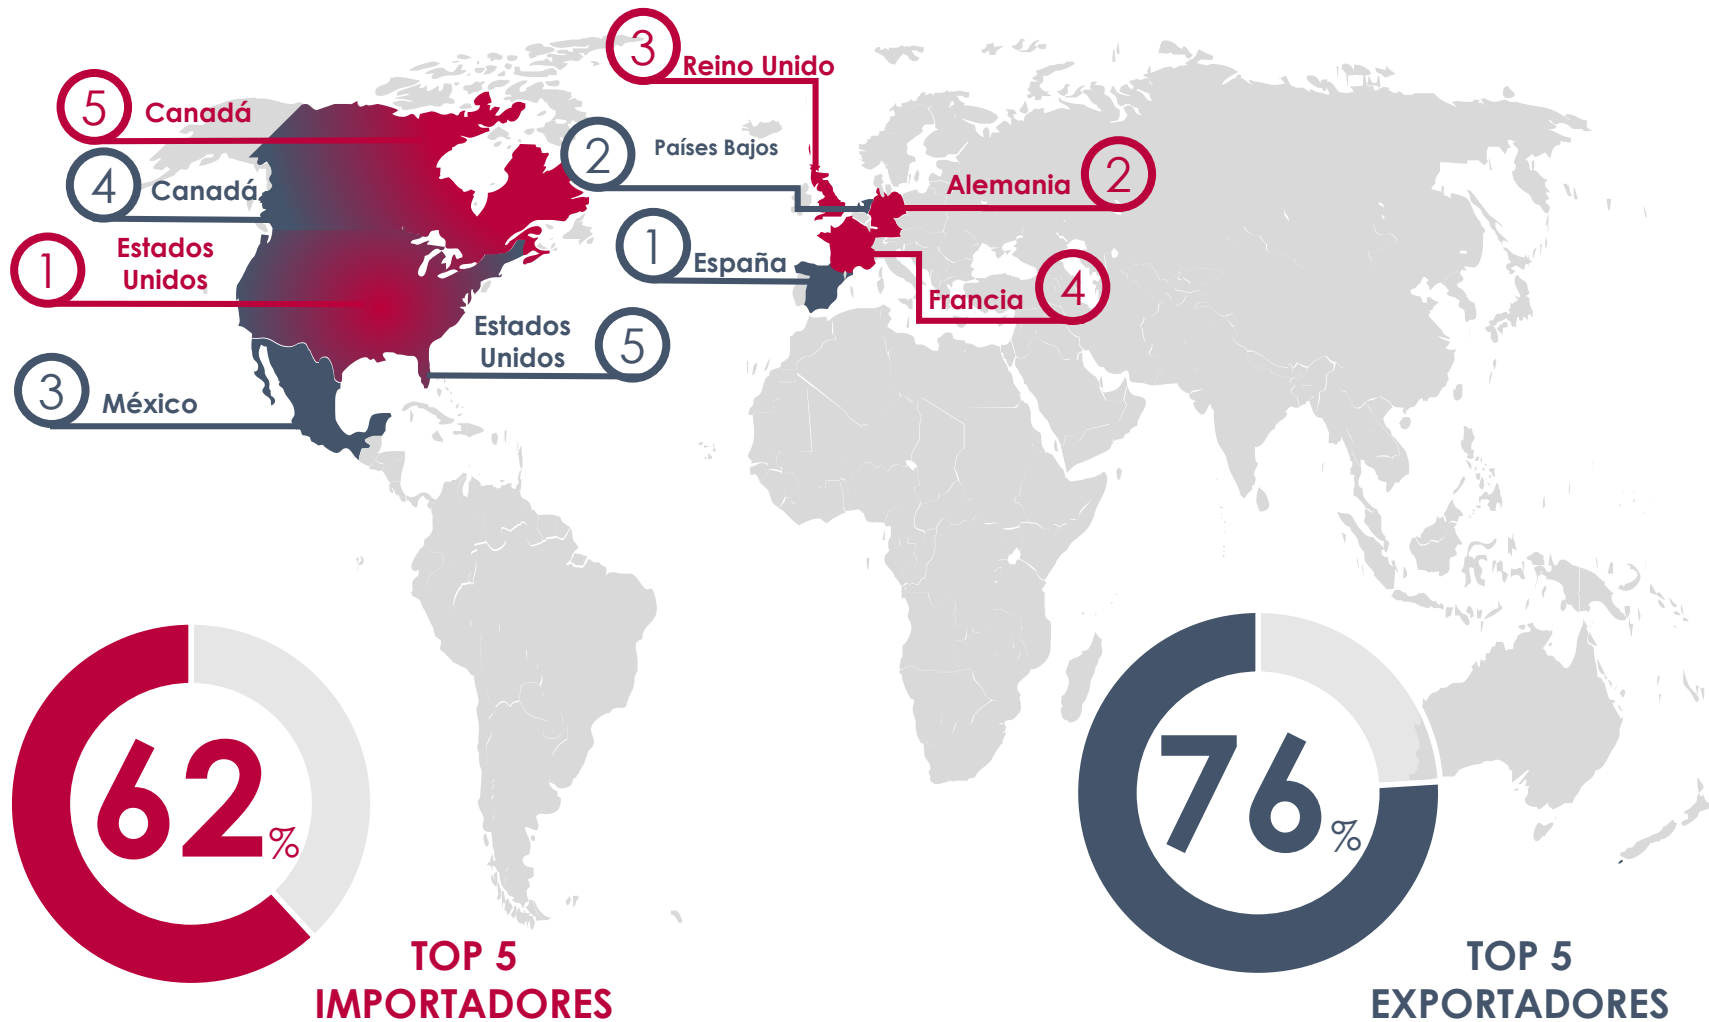 3
Reino Unido
5
Canadá
2
Países Bajos
4
Canadá
Alemania
2
1
Estados
Unidos
1
España
Francia
4
Estados
Unidos
5
3
México
62%
TOP 5
IMPORTADORES
76%
TOP 5
EXPORTADORES